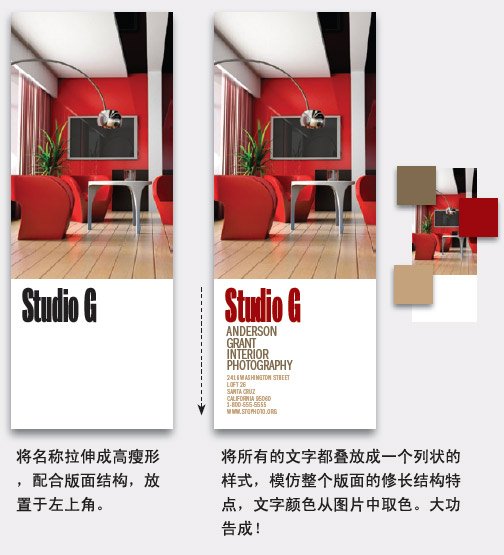 Studio G
Studio G
ANDERSON
GRANT
INTERIOR
PHOTOGRAPHY
2416 WASHINGTON STREET
LOFT 26
SANTA CRUZ
CALIFORNIA 95060
1-800-555-5555
WWW.STGPHOTO.ORG
将名称拉伸成高瘦形
，配合版面结构，放
置于左上角。
将所有的文字都叠放成一个列状的
样式，模仿整个版面的修长结构特
点，文字颜色从图片中取色。大功
告成！